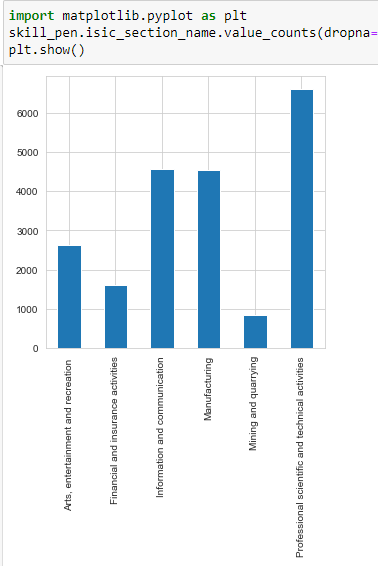 import matplotlib.pyplot as plt
skill_pen.isic_section_name.value_counts(dropna=
plt.show()
6000
5000
4000
3000
2000
1000
0
Arts, entertainment and recreation
Financial and insurance activities
Information and communication
Manufacturing
Mining and quarrying
Professional scientific and technical activities